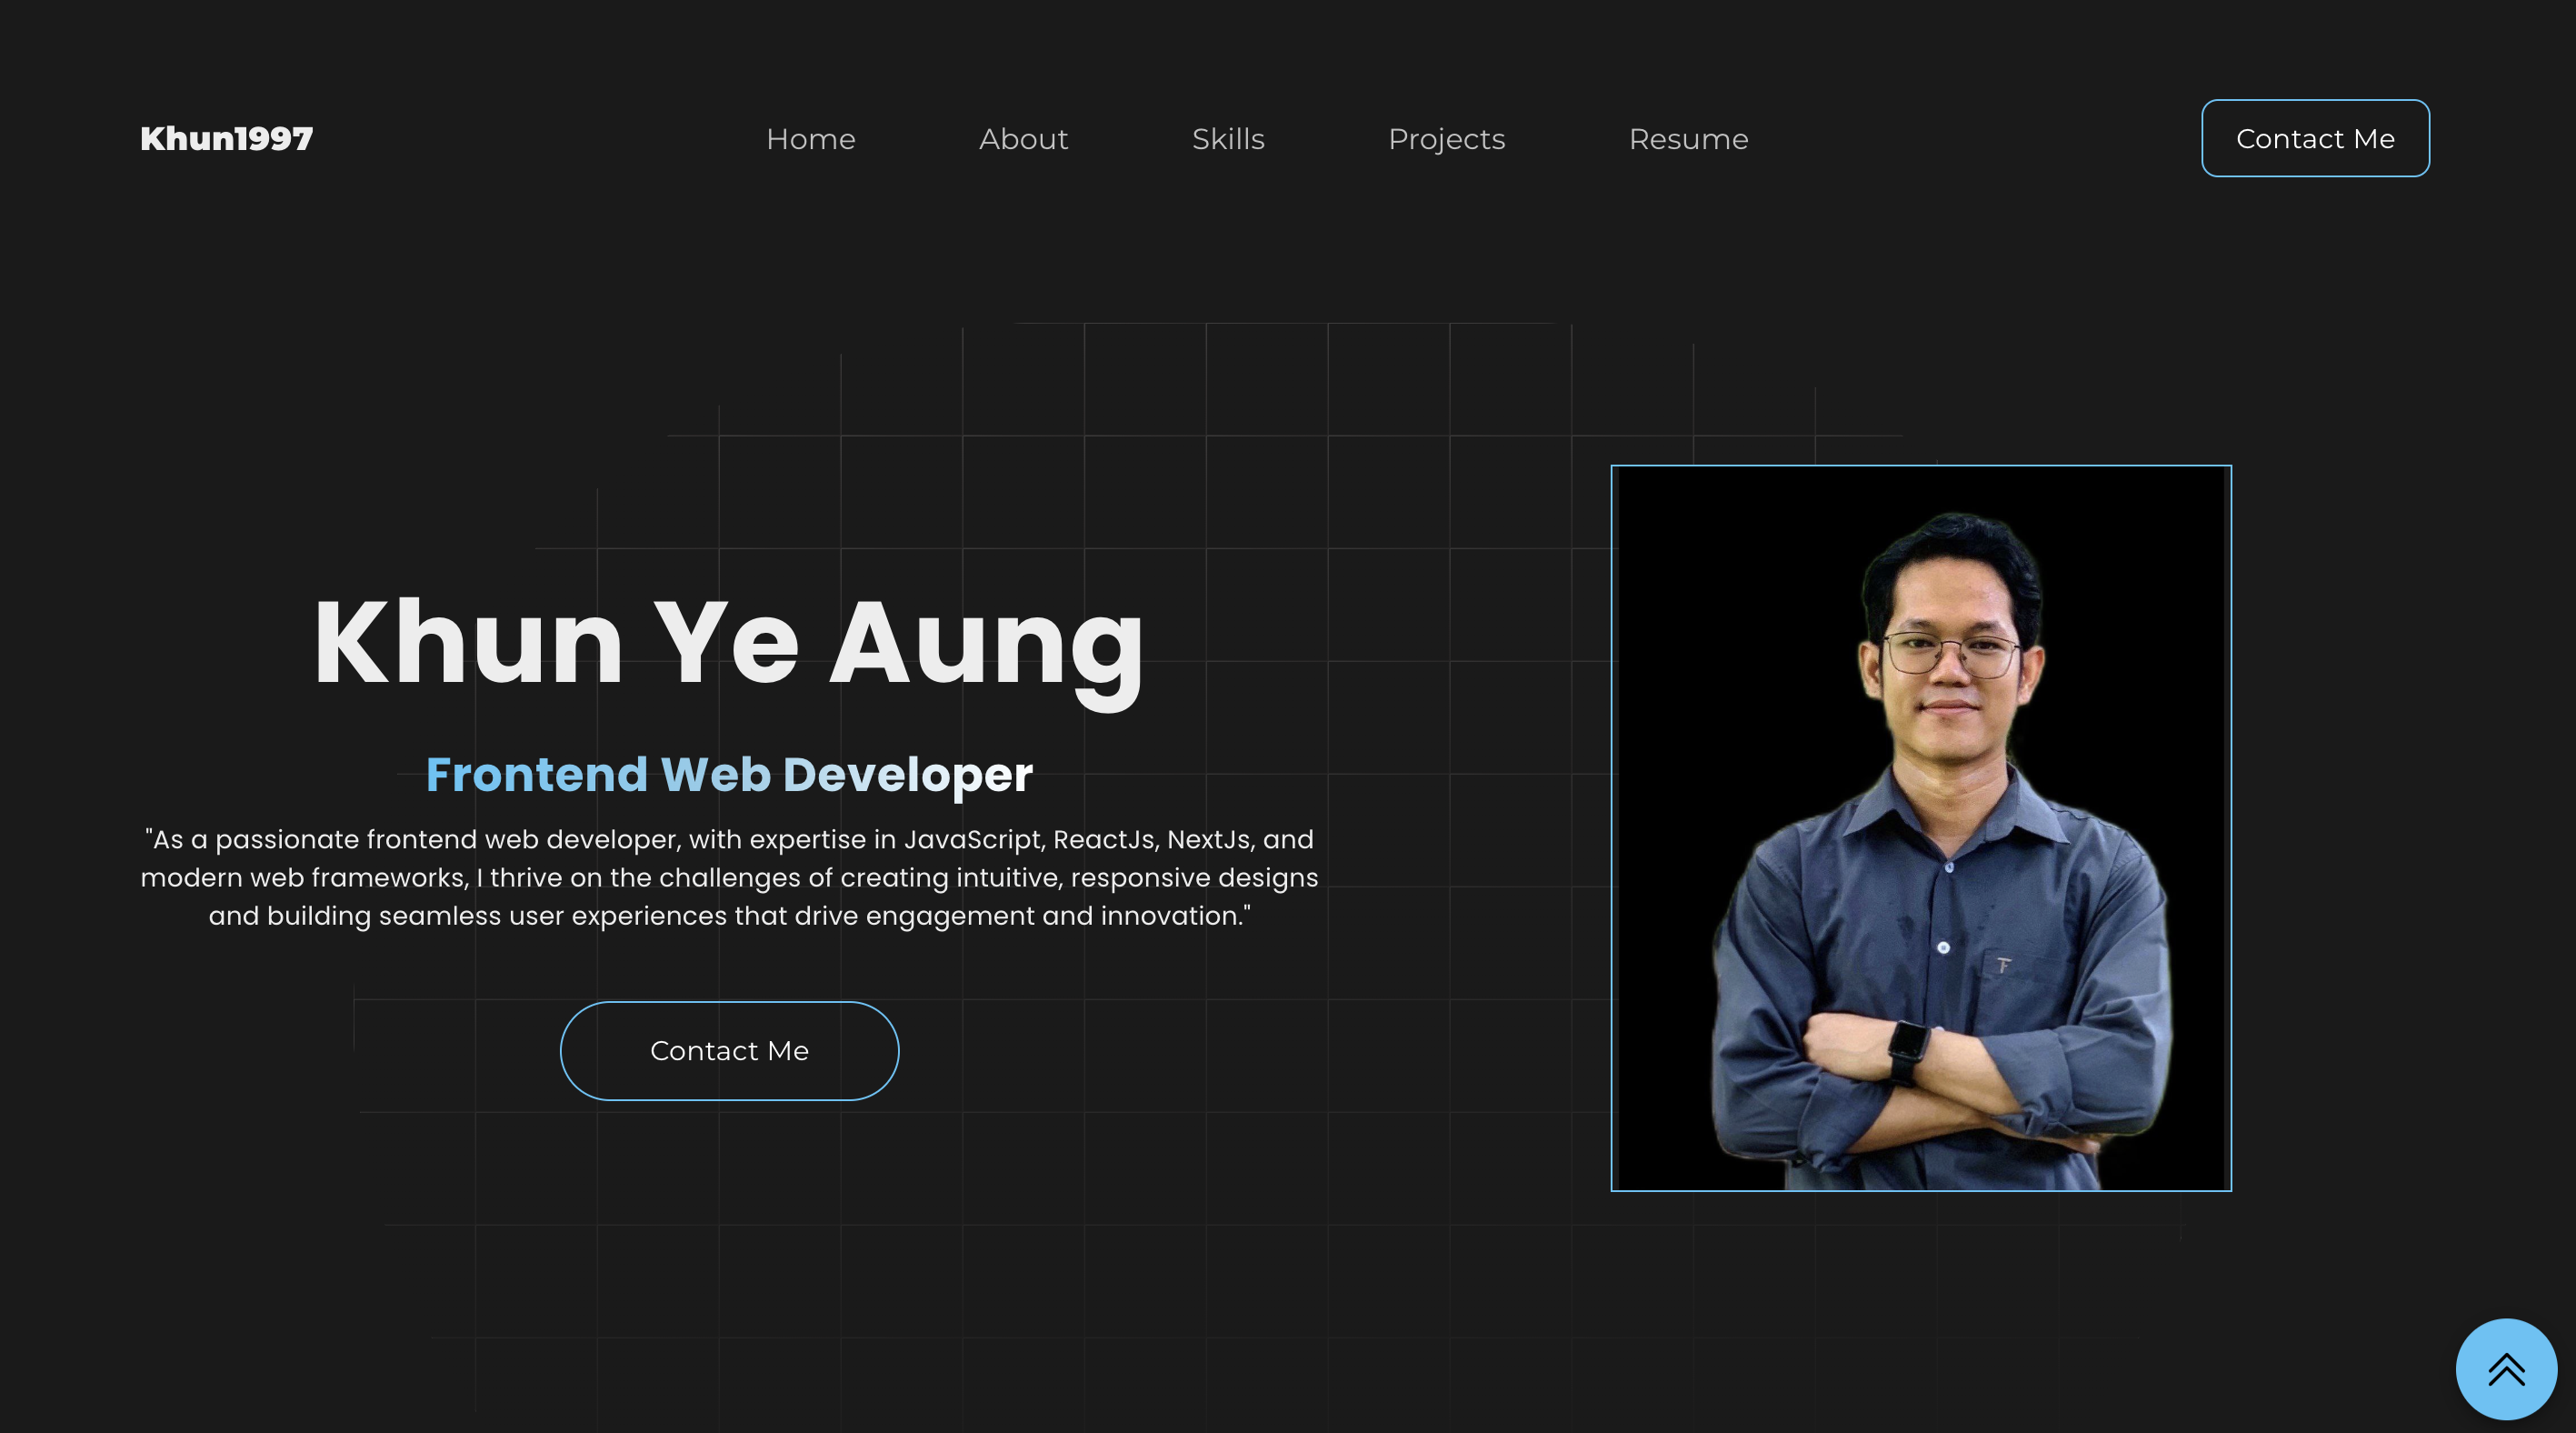 Khun1997
Home
About
Skills
Projects
Resume
Contact Me
Khun Ye Aung
Frontend Web Developer
"As a passionate frontend web developer, with expertise in JavaScript, ReactJs, NextJs, and
modern web frameworks, I thrive on the challenges of creating intuitive, responsive designs
and building seamless user experiences that drive engagement and innovation."
Contact Me